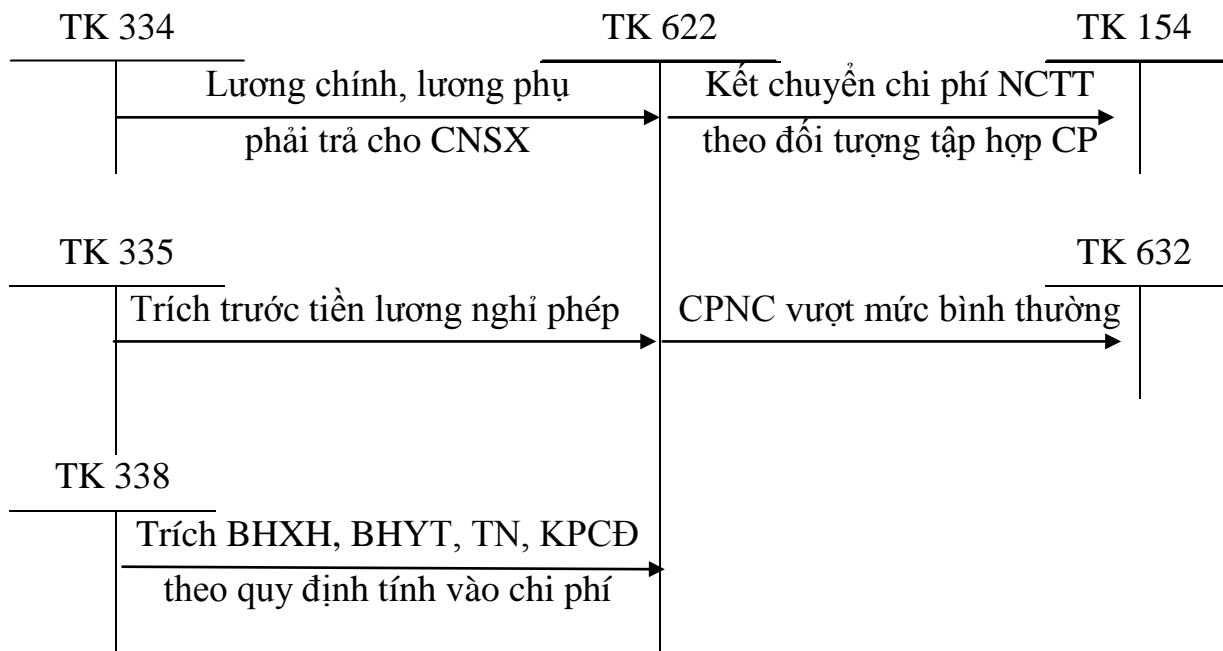 TK 334
TK 622
TK 154
Lương chính, lương phụ
phải trả cho CNSX
Kết chuyển chi phí NCTT
theo đối tượng tập hợp CP
TK 335
TK 632
Trích trước tiền lương nghỉ phép
CPNC vượt mức bình thường
TK 338
Trích BHXH, BHYT, TN, KPCĐ
theo quy định tính vào chi phí